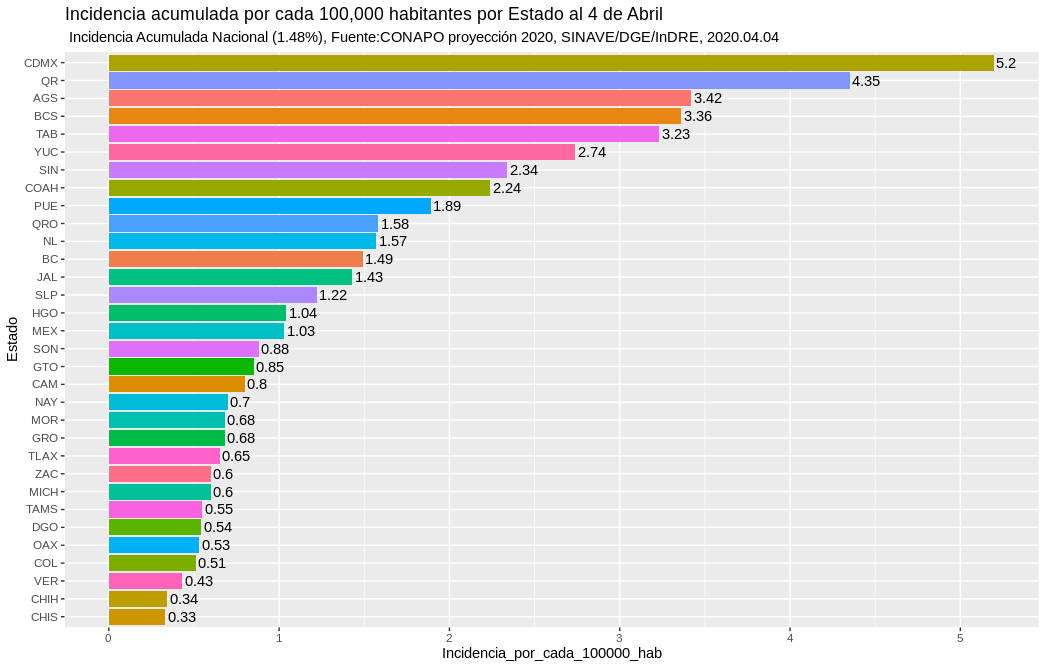 Incidencia acumulada por cada 100,000 habitantes por Estado al 4 de Abril
Incidencia Acumulada Nacional (1.48%), Fuente:CONAPO proyección 2020, SINAVE/DGE/InDRE, 2020.04.04
Estado
CDMX 5.2
QR 4.35
AGS 3.42
BCS 3.36
TAB 3.23
YUC 2.74
SIN 2.34
COAH 2.24
PUE 1.89
QRO 1.58
NL 1.57
BC 1.49
JAL 1.43
SLP 1.22
HGO 1.04
MEX 1.03
SON 0.88
GTO 0.85
CAM 0.8
NAY 0.7
MOR 0.68
GRO 0.68
TLAX 0.65
ZAC 0.6
MICH 0.6
TAMS 0.55
DGO 0.54
OAX 0.53
COL 0.51
VER 0.43
CHIH 0.34
CHIS 0.33
0 1 2 3 4 5
Incidencia_por_cada_100000_hab